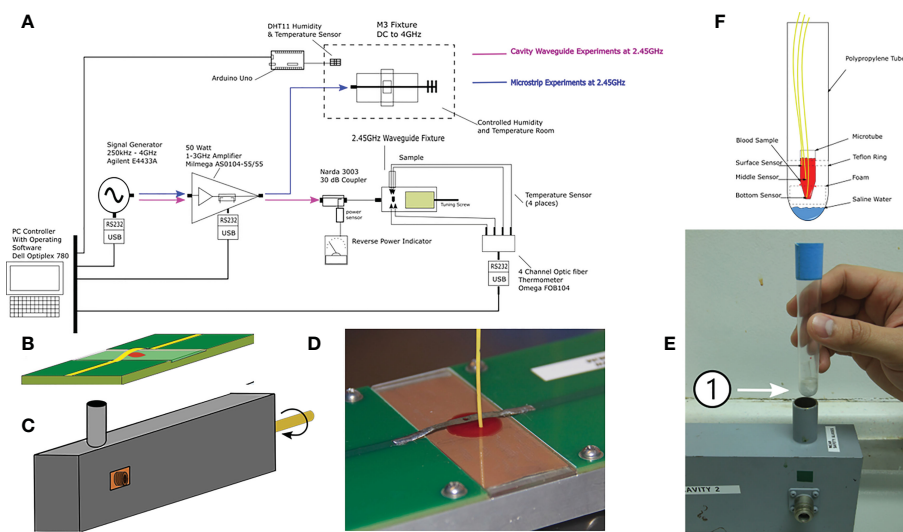 A
DHT11 Humidity
& Temperature Sensor
M3 Fixture
DC to 4GHz
Arduino Uno
Cavity Waveguide Experiments at 2.45GHz
Microstrip Experiments at 2.45GHz
Controlled Humidity
and Temperature Room
Signal Generator
250kHz - 4GHz
Agilent E4433A
50 Watt
1-3GHz Amplifier
Milmega AS0104-55/55
2.45GHz Waveguide Fixture
Narda 3003
30 dB Coupler
Sample
Temperature Sensor
(4 places)
Tuning Screw
power
sensor
RS232
USB
RS232
USB
Reverse Power Indicator
PC Controller
With Operating
Software
Dell Optiplex 780
RS232
USB
4 Channel Optic fiber
Thermometer
Omega FOB104
B
C
D
F
Polypropylene Tube
Blood Sample
Microtube
Surface Sensor
Teflon Ring
Middle Sensor
Foam
Bottom Sensor
Saline Water
E
1
CAVITY 2